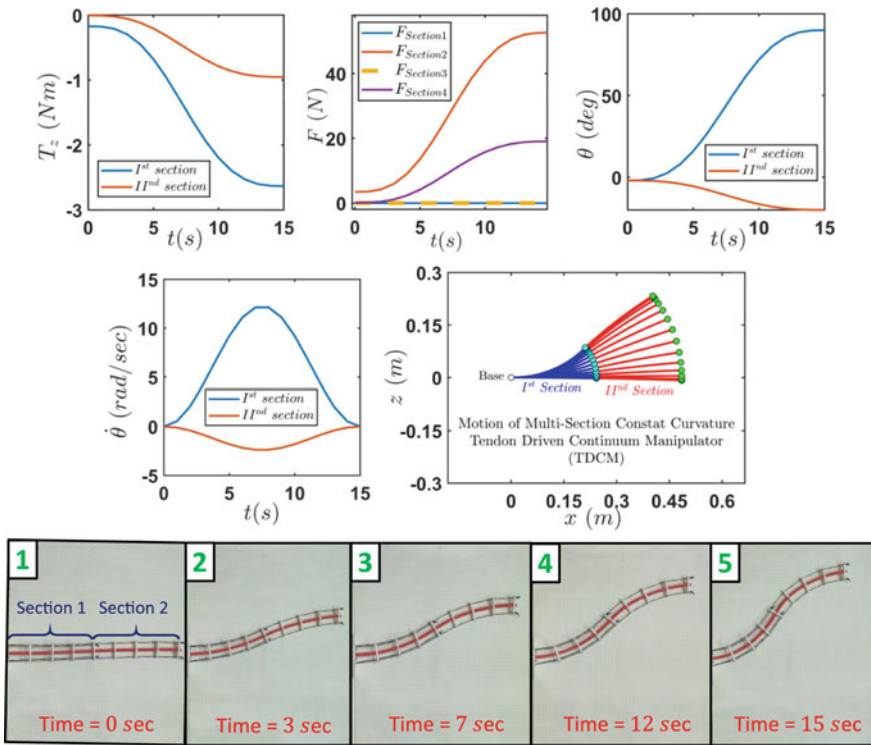 0
-1
-2
-3
T_z (Nm)
I^st section
II^nd section
0 5 10 15
t(s)
40
20
0
F (N)
F_Section1
F_Section2
F_Section3
F_Section4
0 5 10
t(s)
100
50
0
θ (deg)
I^st section
II^nd section
0 5 10 15
t(s)
15
10
5
0
-5
θ̇ (rad/sec)
I^st section
II^nd section
0 5 10 15
t(s)
0.3
0.15
0
-0.15
-0.3
z (m)
Base
I^st Section II^nd Section
Motion of Multi-Section Constat Curvature
Tendon Driven Continuum Manipulator
(TDCM)
0 0.15 0.3 0.45 0.6
x (m)
1
Section 1 Section 2
Time = 0 sec
2
Time = 3 sec
3
Time = 7 sec
4
Time = 12 sec
5
Time = 15 sec